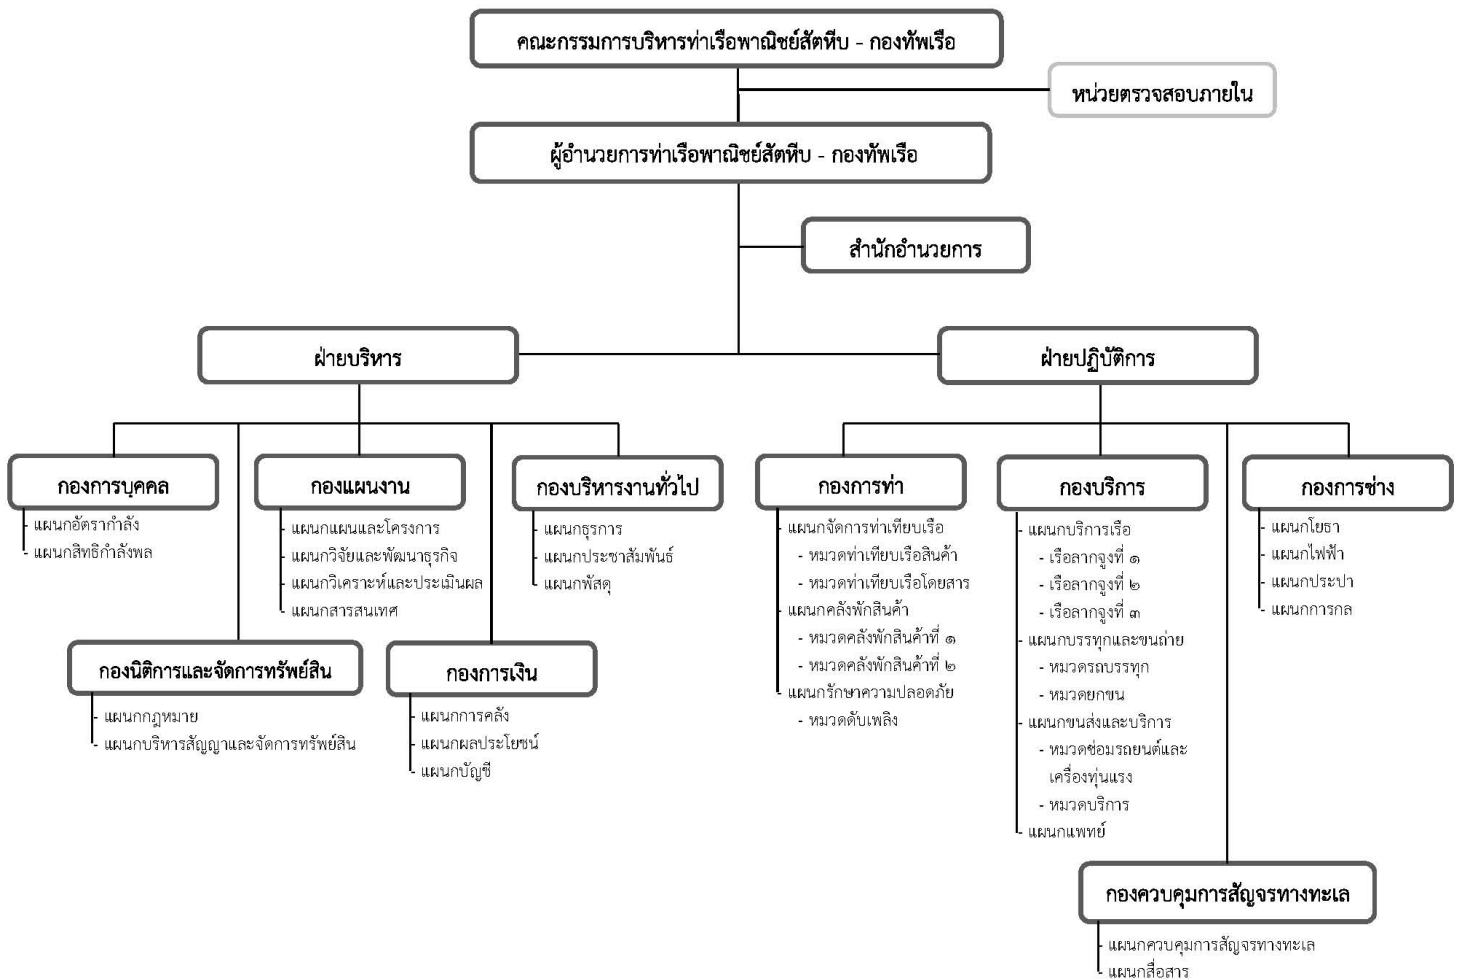 คณะกรรมการบริหารท่าเรือพาณิชย์สัตหีบ - กองทัพเรือ
หน่วยตรวจสอบภายใน
ผู้อำนวยการท่าเรือพาณิชย์สัตหีบ - กองทัพเรือ
สำนักอำนวยการ
ฝ่ายบริหาร
ฝ่ายปฏิบัติการ
กองการบุคคล
- แผนกอัตรากำลัง
- แผนกสิทธิกำลังพล
กองแผนงาน
- แผนกแผนและโครงการ
- แผนกวิจัยและพัฒนาธุรกิจ
- แผนกวิเคราะห์และประเมินผล
- แผนกสารสนเทศ
กองบริหารงานทั่วไป
- แผนกธุรการ
- แผนกประชาสัมพันธ์
- แผนกพัสดุ
กองนิติการและจัดการทรัพย์สิน
- แผนกกฎหมาย
- แผนกบริหารสัญญาและจัดการทรัพย์สิน
กองการเงิน
- แผนกการคลัง
- แผนกผลประโยชน์
- แผนกบัญชี
กองการท่า
- แผนกจัดการท่าเทียบเรือ
- หมวดท่าเทียบเรือสินค้า
- หมวดท่าเทียบเรือโดยสาร
- แผนกคลังพักสินค้า
- หมวดคลังพักสินค้าที่ ๑
- หมวดคลังพักสินค้าที่ ๒
- แผนกรักษาความปลอดภัย
- หมวดดับเพลิง
กองบริการ
- แผนกบริการเรือ
- เรือลากจูงที่ ๑
- เรือลากจูงที่ ๒
- เรือลากจูงที่ ๓
- แผนกบรรทุกและขนถ่าย
- หมวดรถบรรทุก
- หมวดยกขน
- แผนกขนส่งและบริการ
- หมวดซ่อมรถยนต์และ
เครื่องทุ่นแรง
- หมวดบริการ
- แผนกแพทย์
กองการช่าง
- แผนกโยธา
- แผนกไฟฟ้า
- แผนกประปา
- แผนกการกล
กองควบคุมการสัญจรทางทะเล
- แผนกควบคุมการสัญจรทางทะเล
- แผนกสื่อสาร